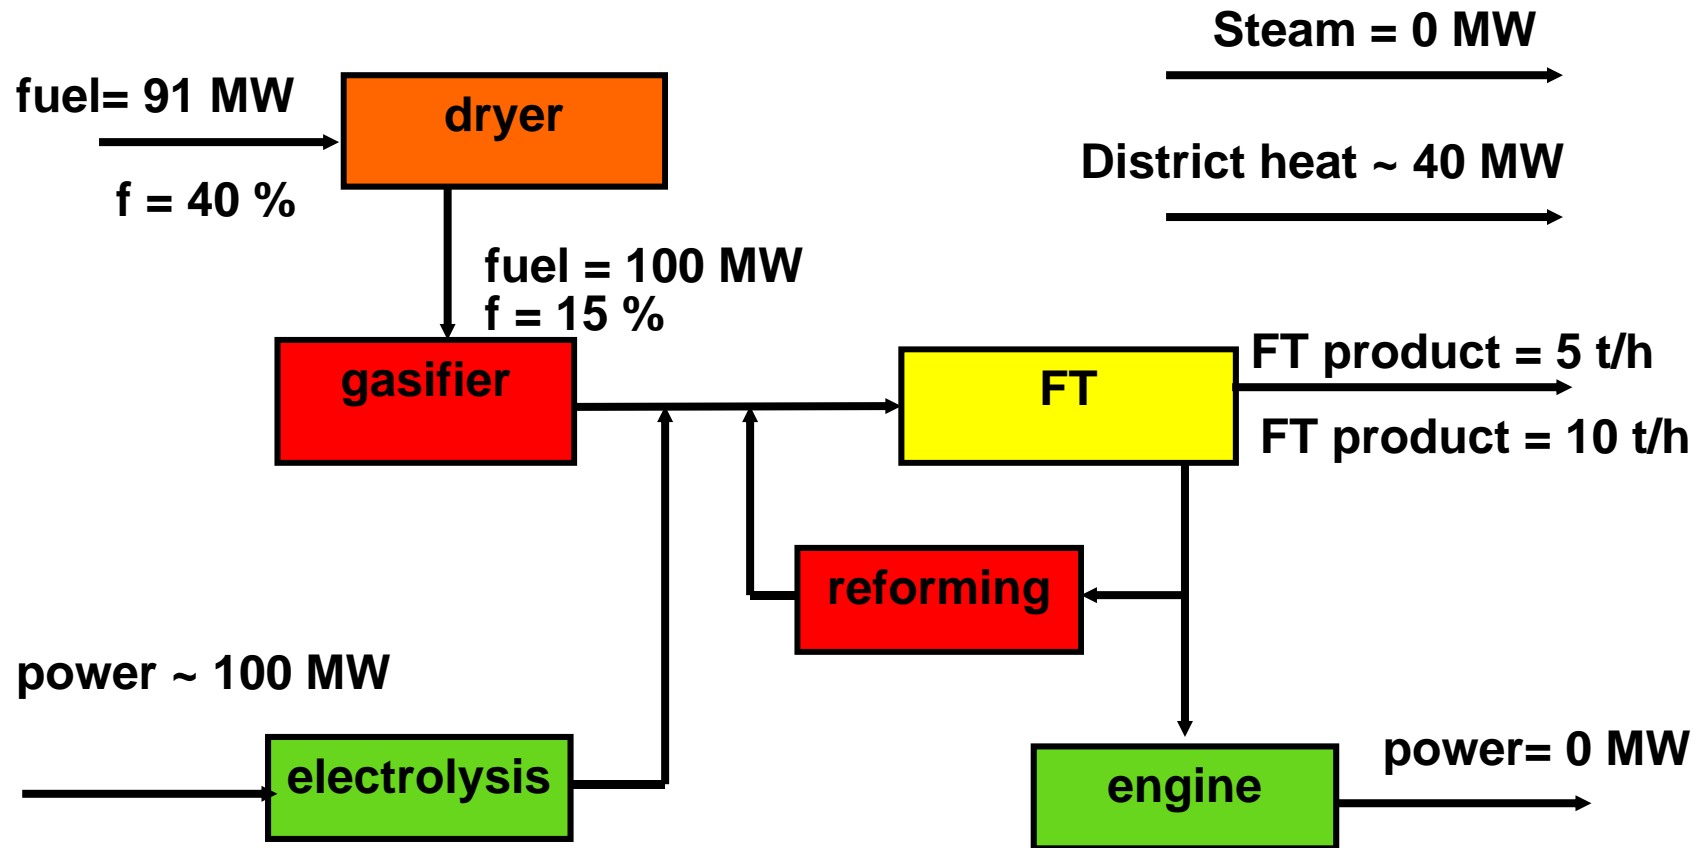 Steam = 0 MW
fuel= 91 MW
dryer
District heat ~ 40 MW
f = 40 %
fuel = 100 MW
f = 15 %
gasifier
FT
FT product = 5 t/h
FT product = 10 t/h
reforming
power ~ 100 MW
electrolysis
engine
power= 0 MW